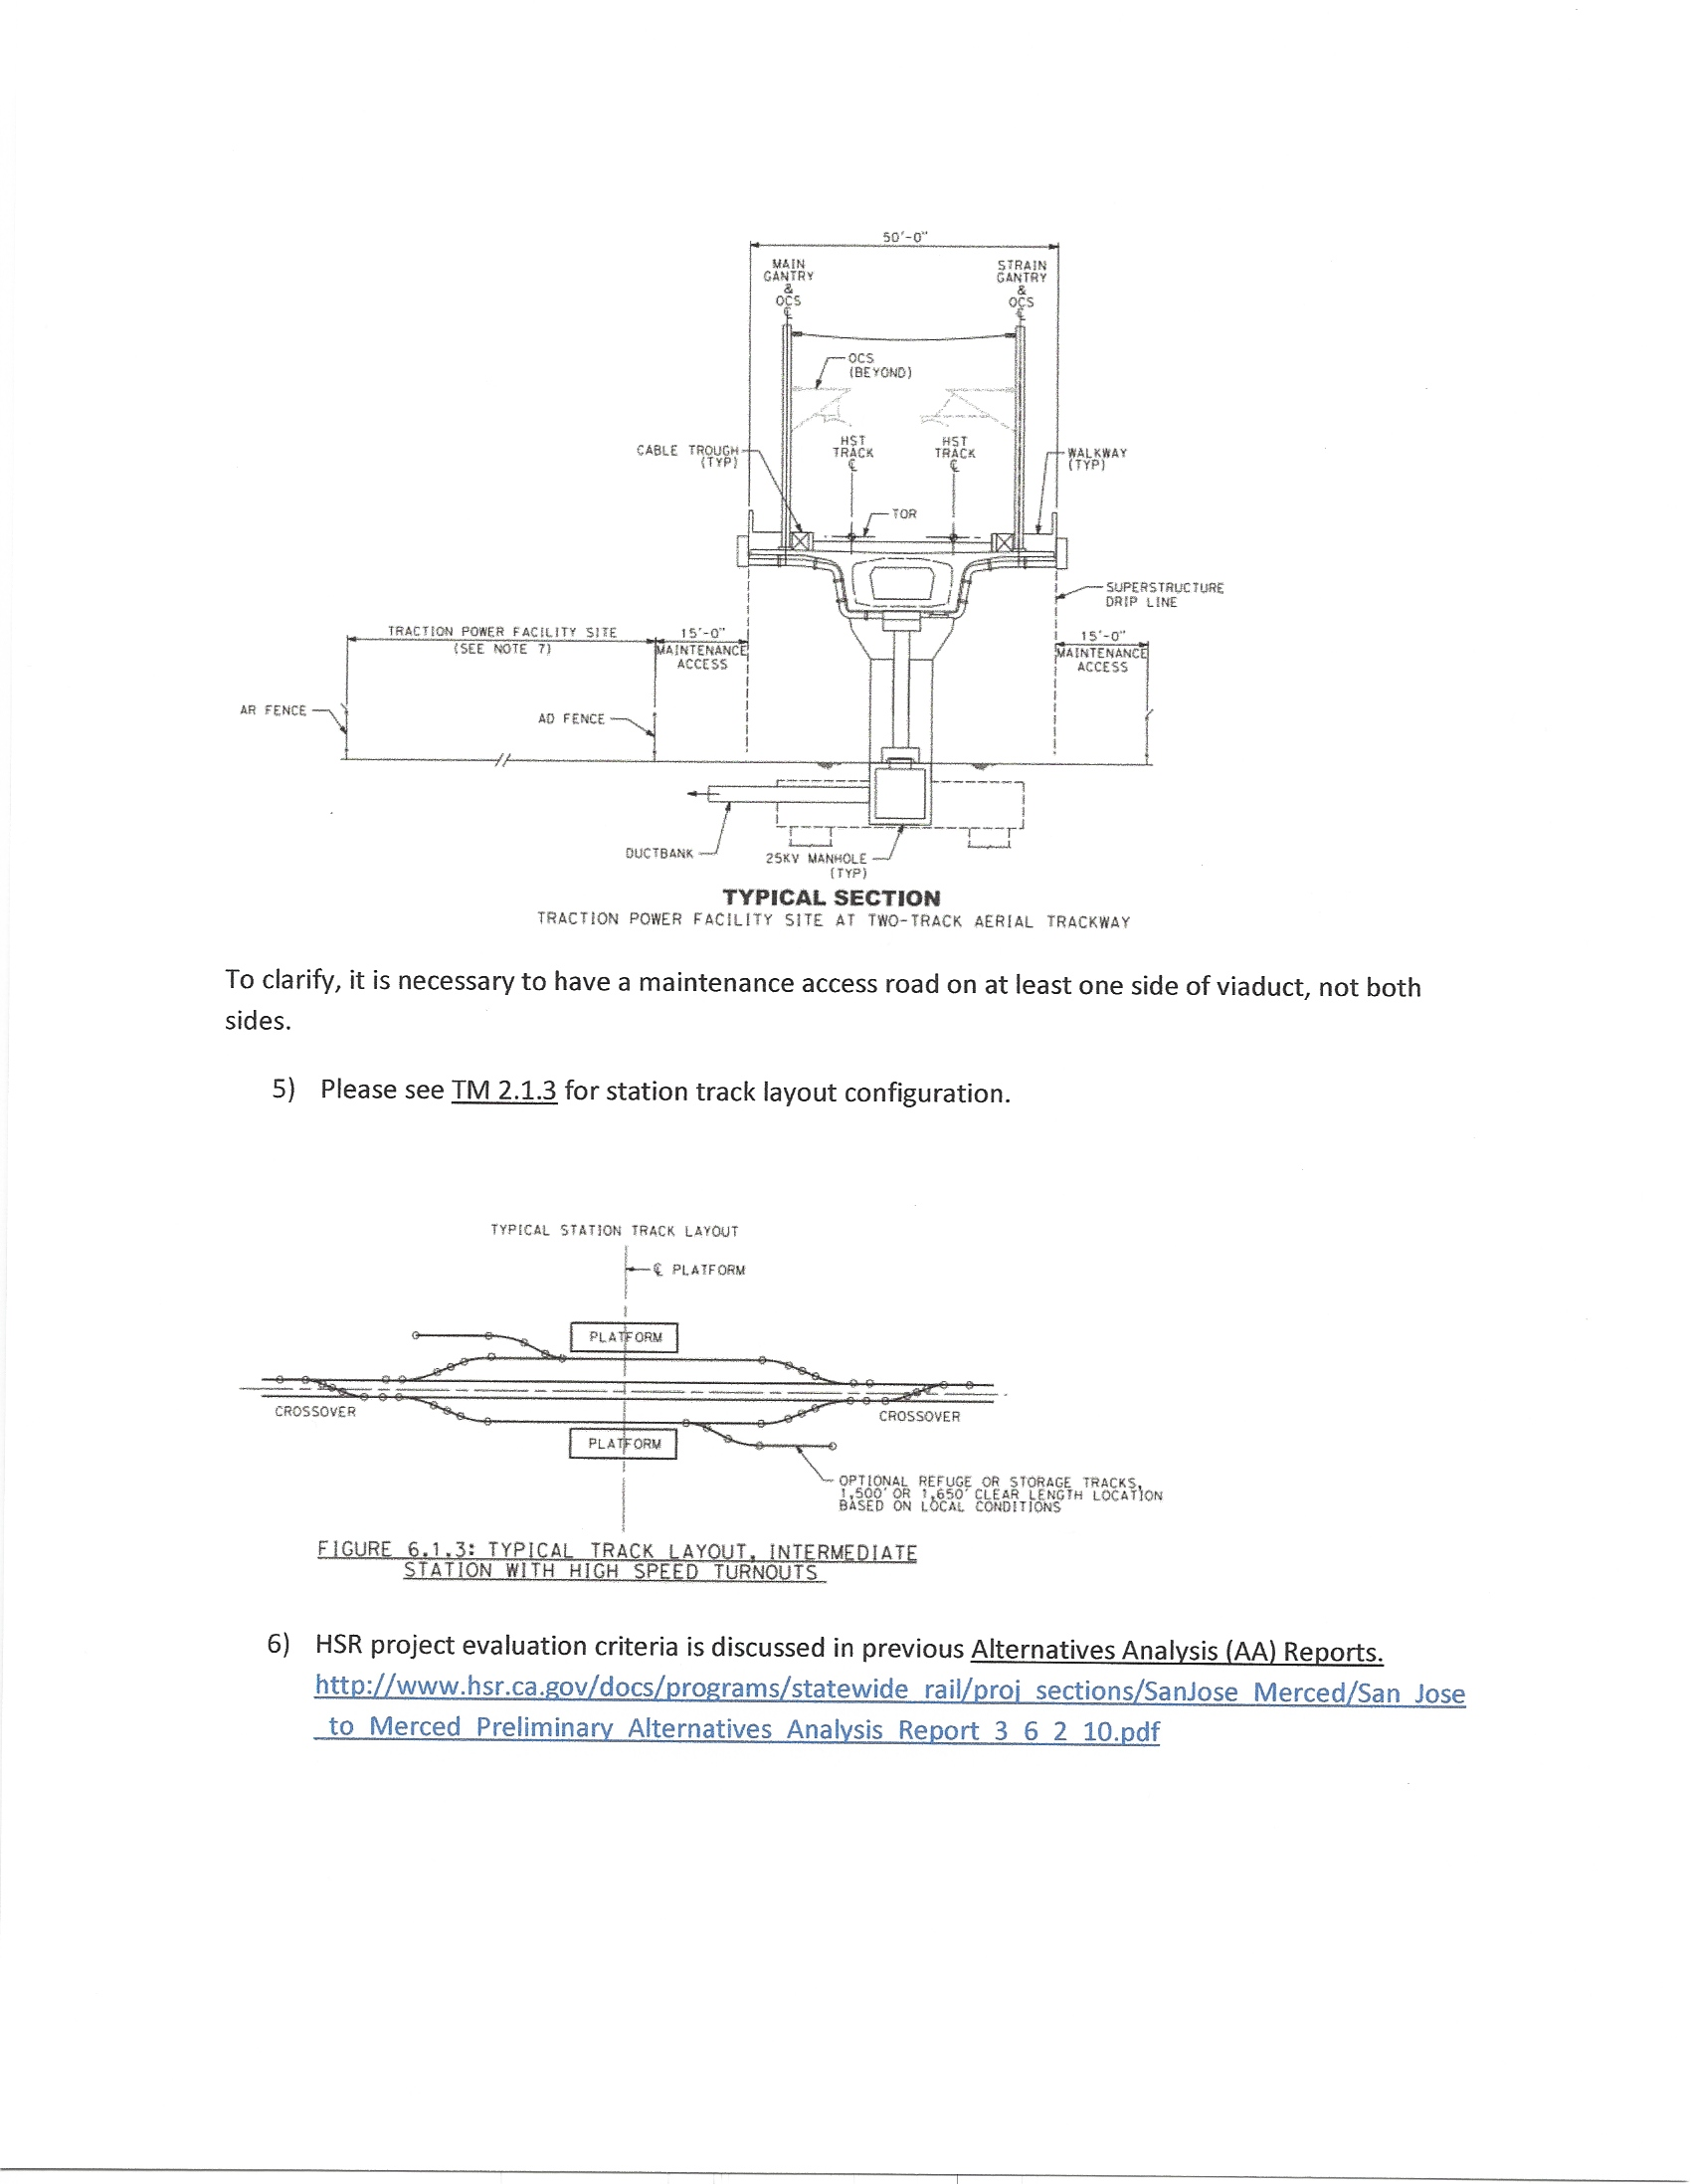 50'-0"
MAIN
GANTRY
&
OCS
℄
STRAIN
GANTRY
&
OCS
℄
OCS
(BEYOND)
CABLE TROUGH
(TYP)
HST
TRACK
℄
HST
TRACK
℄
WALKWAY
(TYP)
TOR
SUPERSTRUCTURE
DRIP LINE
TRACTION POWER FACILITY SITE
(SEE NOTE 7)
15'-0"
MAINTENANCE
ACCESS
15'-0"
MAINTENANCE
ACCESS
AR FENCE
AD FENCE
DUCTBANK
25KV MANHOLE
(TYP)
TYPICAL SECTION
TRACTION POWER FACILITY SITE AT TWO-TRACK AERIAL TRACKWAY
To clarify, it is necessary to have a maintenance access road on at least one side of viaduct, not both
sides.
5) Please see TM 2.1.3 for station track layout configuration.
TYPICAL STATION TRACK LAYOUT
℄ PLATFORM
PLATFORM
CROSSOVER
CROSSOVER
PLATFORM
OPTIONAL REFUGE OR STORAGE TRACKS,
1,500' OR 1,650' CLEAR LENGTH LOCATION
BASED ON LOCAL CONDITIONS
FIGURE 6.1.3: TYPICAL TRACK LAYOUT, INTERMEDIATE
STATION WITH HIGH SPEED TURNOUTS
6) HSR project evaluation criteria is discussed in previous Alternatives Analysis (AA) Reports.
http://www.hsr.ca.gov/docs/programs/statewide_rail/proj_sections/SanJose_Merced/San_Jose
_to_Merced_Preliminary_Alternatives_Analysis_Report_3_6_2_10.pdf